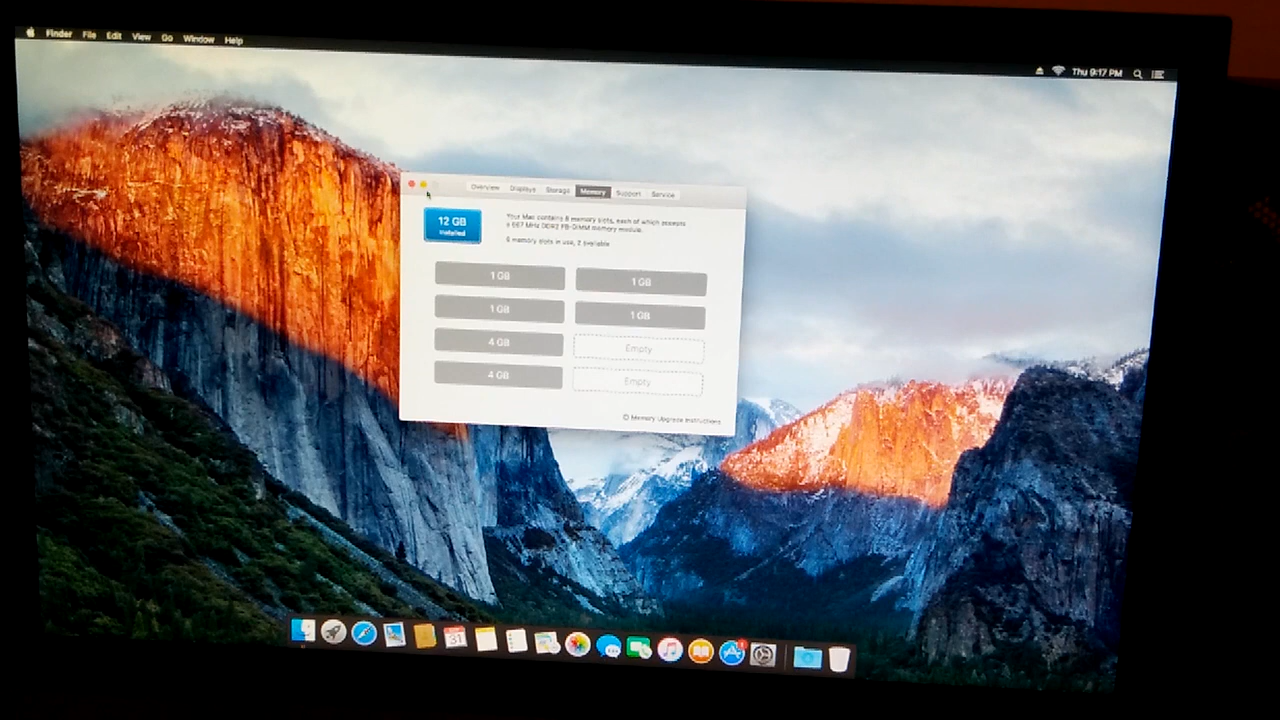 Finder File Edit View Go Window Help
Thu 9:17 PM
Overview Displays Storage Memory Support Service
12 GB
Installed
Your Mac contains 8 memory slots, each of which accepts
a 667 MHz DDR2 FB-DIMM memory module.
6 memory slots in use, 2 available
1 GB 1 GB
1 GB 1 GB
4 GB Empty
4 GB Empty
Memory Upgrade Instructions
31